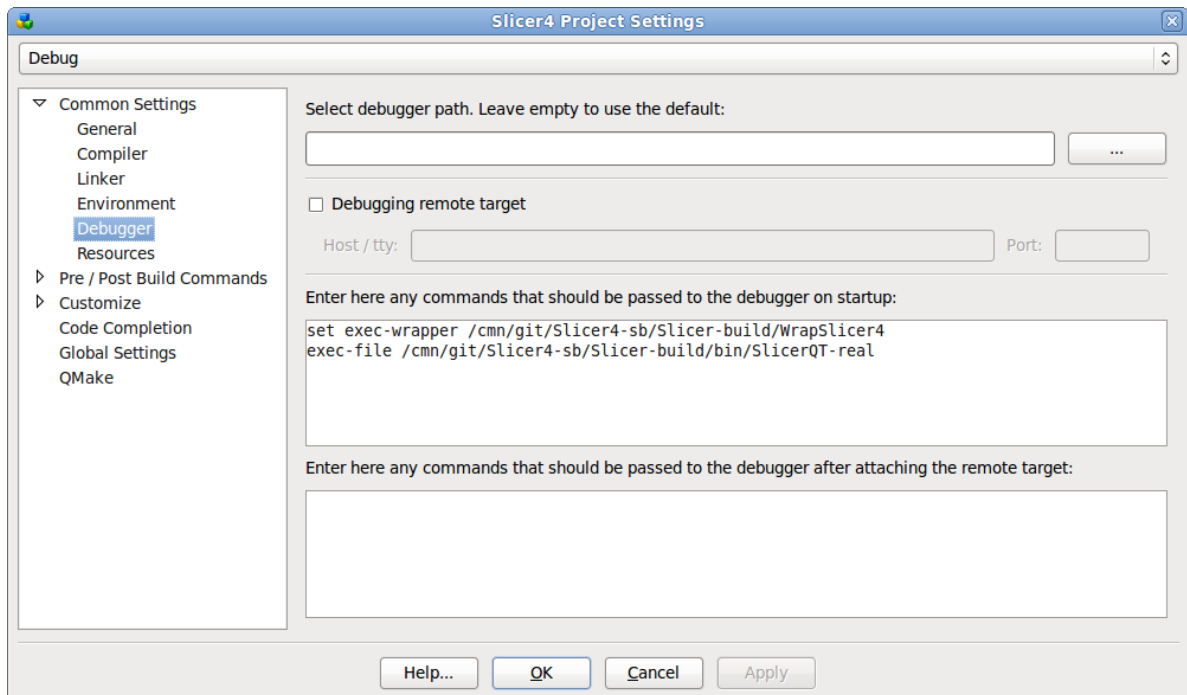 Slicer4 Project Settings
Debug
Common Settings
General
Compiler
Linker
Environment
Debugger
Resources
Pre / Post Build Commands
Customize
Code Completion
Global Settings
QMake
Select debugger path. Leave empty to use the default:
...
Debugging remote target
Host / tty:
Port:
Enter here any commands that should be passed to the debugger on startup:
set exec-wrapper /cmn/git/Slicer4-sb/Slicer-build/WrapSlicer4
exec-file /cmn/git/Slicer4-sb/Slicer-build/bin/SlicerQT-real
Enter here any commands that should be passed to the debugger after attaching the remote target:
Help... OK Cancel Apply